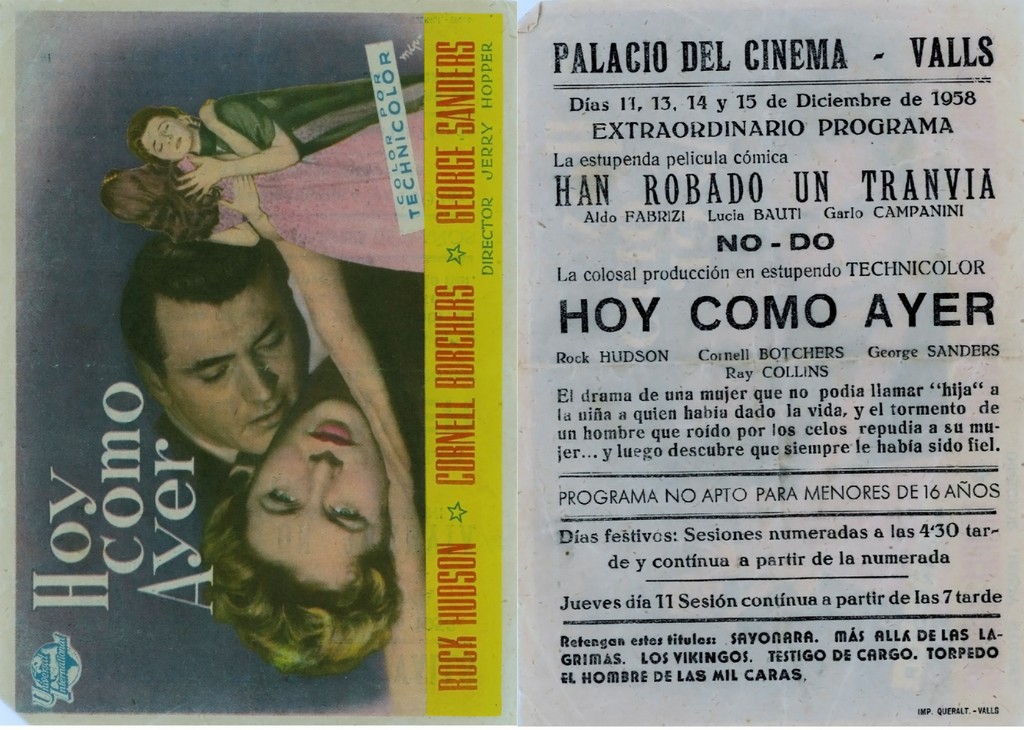 Hoy
como
Ayer
Universal
International
COLOR POR
TECHNICOLOR
ROCK HUDSON ☆ CORNELL BORCHERS ☆ GEORGE SANDERS
DIRECTOR JERRY HOPPER
PALACIO DEL CINEMA - VALLS
Días 11, 13, 14 y 15 de Diciembre de 1958
EXTRAORDINARIO PROGRAMA
La estupenda pelicula cómica
HAN ROBADO UN TRANVIA
Aldo FABRIZI Lucia BAUTI Garlo CAMPANINI
NO - DO
La colosal producción en estupendo TECHNICOLOR
HOY COMO AYER
Rock HUDSON Cornell BOTCHERS George SANDERS
Ray COLLINS
El drama de una mujer que no podia llamar "hija" a
la niña a quien habia dado la vida, y el tormento de
un hombre que roído por los celos repudia a su mu-
jer... y luego descubre que siempre le había sido fiel.
PROGRAMA NO APTO PARA MENORES DE 16 AÑOS
Días festivos: Sesiones numeradas a las 4'30 tar-
de y contínua a partir de la numerada
Jueves día 11 Sesión contínua a partir de las 7 tarde
Retengan estos titulos: SAYONARA. MÁS ALLA DE LAS LA-
GRIMAS. LOS VIKINGOS. TESTIGO DE CARGO. TORPEDO
EL HOMBRE DE LAS MIL CARAS.
IMP. QUERALT. -VALLS